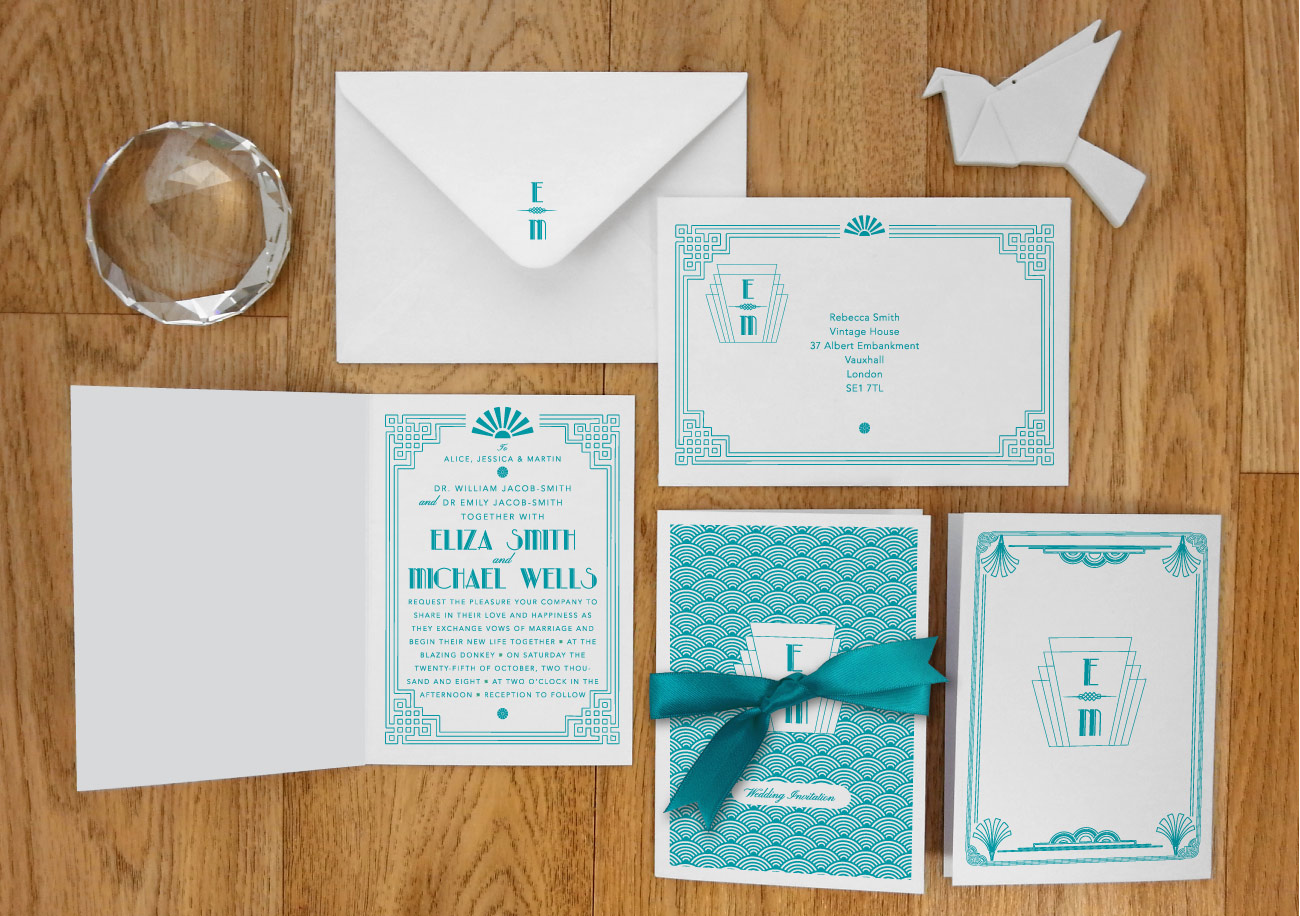 E
M
E
M
Rebecca Smith
Vintage House
37 Albert Embankment
Vauxhall
London
SE1 7TL
To
ALICE, JESSICA & MARTIN
DR. WILLIAM JACOB-SMITH
and DR EMILY JACOB-SMITH
TOGETHER WITH
ELIZA SMITH
and
MICHAEL WELLS
REQUEST THE PLEASURE YOUR COMPANY TO
SHARE IN THEIR LOVE AND HAPPINESS AS
THEY EXCHANGE VOWS OF MARRIAGE AND
BEGIN THEIR NEW LIFE TOGETHER • AT THE
BLAZING DONKEY • ON SATURDAY THE
TWENTY-FIFTH OF OCTOBER, TWO THOU-
SAND AND EIGHT • AT TWO O'CLOCK IN THE
AFTERNOON • RECEPTION TO FOLLOW
E
M
Wedding Invitation
E
M